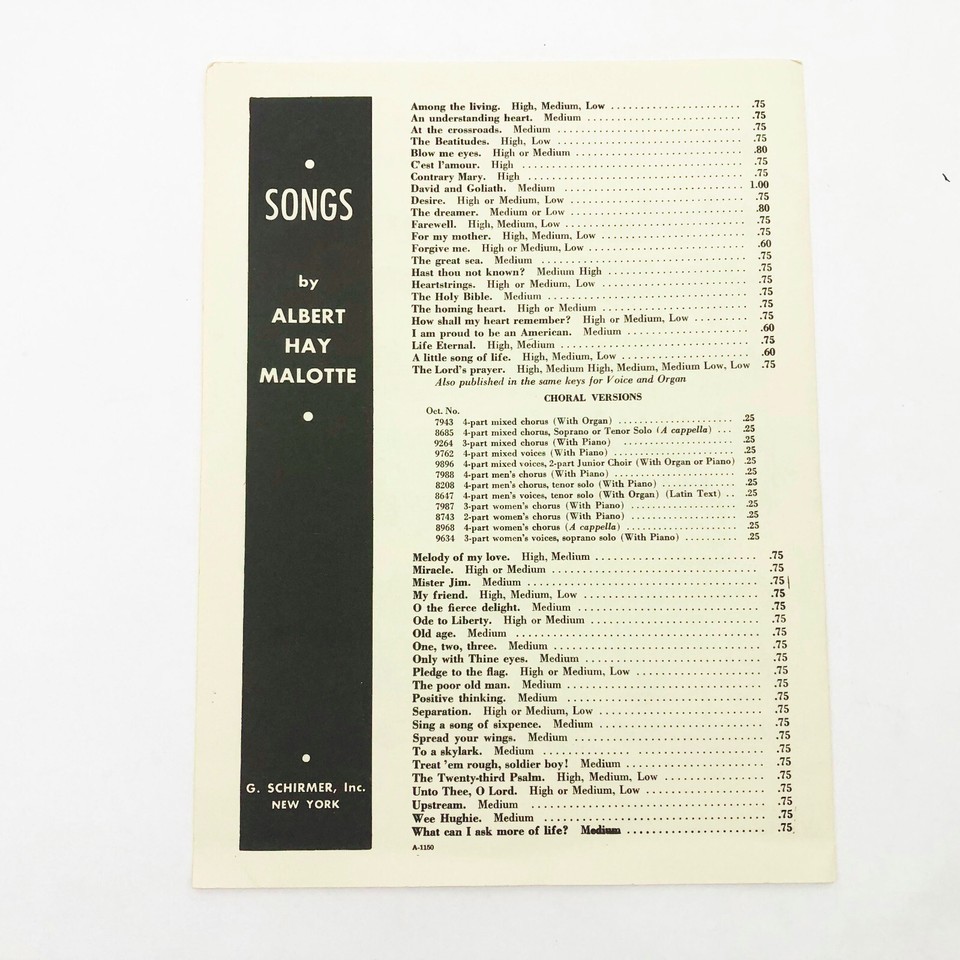 SONGS
by
ALBERT
HAY
MALOTTE
G. SCHIRMER, Inc.
NEW YORK
Among the living. High, Medium, Low ...................... .75
An understanding heart. Medium ...................... .75
At the crossroads. Medium ...................... .75
The Beatitudes. High, Low ...................... .75
Blow me eyes. High or Medium ...................... .80
C'est l'amour. High ...................... .75
Contrary Mary. High ...................... .75
David and Goliath. Medium ...................... 1.00
Desire. High or Medium, Low ...................... .75
The dreamer. Medium or Low ...................... .80
Farewell. High, Medium, Low ...................... .75
For my mother. High, Medium, Low ...................... .75
Forgive me. High or Medium, Low ...................... .60
The great sea. Medium ...................... .75
Hast thou not known? Medium High ...................... .75
Heartstrings. High or Medium, Low ...................... .75
The Holy Bible. Medium ...................... .75
The homing heart. High or Medium ...................... .75
How shall my heart remember? High or Medium, Low ........ .75
I am proud to be an American. Medium ...................... .60
Life Eternal. High, Medium ...................... .75
A little song of life. High, Medium, Low ...................... .60
The Lord's prayer. High, Medium High, Medium, Medium Low, Low .75
Also published in the same keys for Voice and Organ
CHORAL VERSIONS
Oct. No.
7943 4-part mixed chorus (With Organ) ...................... .25
8685 4-part mixed chorus, Soprano or Tenor Solo (A cappella) ... .25
9264 3-part mixed chorus (With Piano) ...................... .25
9762 4-part mixed voices (With Piano) ...................... .25
9896 4-part mixed voices, 2-part Junior Choir (With Organ or Piano) .25
7988 4-part men's chorus (With Piano) ...................... .25
8208 4-part men's chorus, tenor solo (With Piano) .............. .25
8647 4-part men's voices, tenor solo (With Organ) (Latin Text) .. .25
7987 3-part women's chorus (With Piano) ...................... .25
8743 2-part women's chorus (With Piano) ...................... .25
8968 4-part women's chorus (A cappella) ...................... .25
9634 3-part women's voices, soprano solo (With Piano) .......... .25
Melody of my love. High, Medium ...................... .75
Miracle. High or Medium ...................... .75
Mister Jim. Medium ...................... .75
My friend. High, Medium, Low ...................... .75
O the fierce delight. Medium ...................... .75
Ode to Liberty. High or Medium ...................... .75
Old age. Medium ...................... .75
One, two, three. Medium ...................... .75
Only with Thine eyes. Medium ...................... .75
Pledge to the flag. High or Medium, Low ...................... .75
The poor old man. Medium ...................... .75
Positive thinking. Medium ...................... .75
Separation. High or Medium, Low ...................... .75
Sing a song of sixpence. Medium ...................... .75
Spread your wings. Medium ...................... .75
To a skylark. Medium ...................... .75
Treat 'em rough, soldier boy! Medium ...................... .75
The Twenty-third Psalm. High, Medium, Low ................ .75
Unto Thee, O Lord. High or Medium, Low ...................... .75
Upstream. Medium ...................... .75
Wee Hughie. Medium ...................... .75
What can I ask more of life? Medium ...................... .75
A-1150